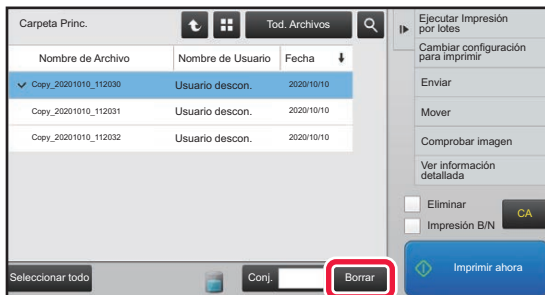 Carpeta Princ.
Tod. Archivos
Nombre de Archivo Nombre de Usuario Fecha
Copy_20201010_112030 Usuario descon. 2020/10/10
Copy_20201010_112031 Usuario descon. 2020/10/10
Copy_20201010_112032 Usuario descon. 2020/10/10
Seleccionar todo
Conj.
Borrar
Ejecutar Impresión
por lotes
Cambiar configuración
para imprimir
Enviar
Mover
Comprobar imagen
Ver información
detallada
Eliminar
Impresión B/N
CA
Imprimir ahora